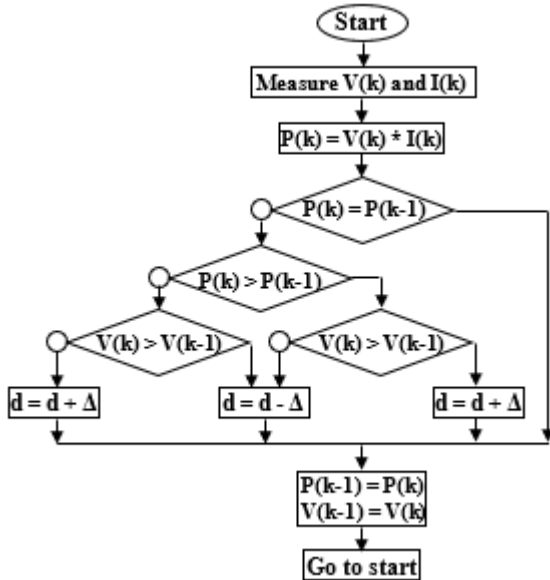 Start
Measure V(k) and I(k)
P(k) = V(k) * I(k)
P(k) = P(k-1)
P(k) > P(k-1)
V(k) > V(k-1)
V(k) > V(k-1)
d = d + Δ
d = d - Δ
d = d + Δ
P(k-1) = P(k)
V(k-1) = V(k)
Go to start